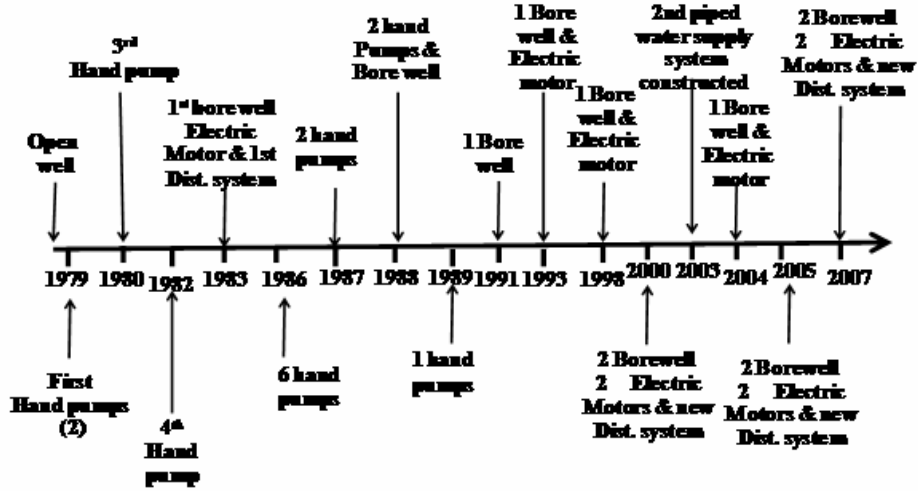 Open
well
3rd
Hand pump
1st bore well
Electric
Motor & 1st
Dist. system
2 hand
pumps
2 hand
Pumps &
Bore well
1 Bore
well
1 Bore
well &
Electric
motor
1 Bore
well &
Electric
motor
2nd piped
water supply
system
constructed
1 Bore
well &
Electric
motor
2 Borewell
2 Electric
Motors & new
Dist. system
1979 1980 1982 1983 1986 1987 1988 1989 1991 1993 1998 2000 2003 2004 2005 2007
First
Hand pumps
(2)
4th
Hand
pump
6 hand
pumps
1 hand
pumps
2 Borewell
2 Electric
Motors & new
Dist. system
2 Borewell
2 Electric
Motors & new
Dist. system